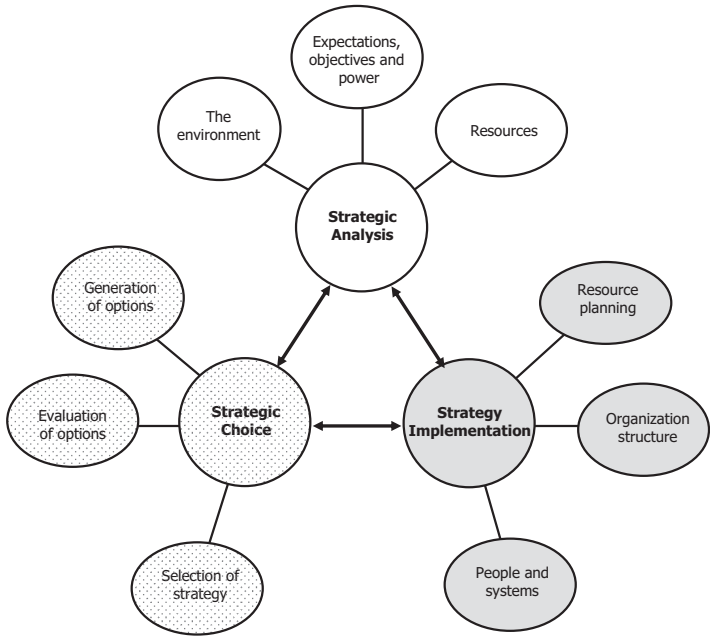 Expectations,
objectives and
power
The
environment
Resources
Strategic
Analysis
Generation
of options
Resource
planning
Evaluation
of options
Strategic
Choice
Strategy
Implementation
Organization
structure
Selection of
strategy
People and
systems